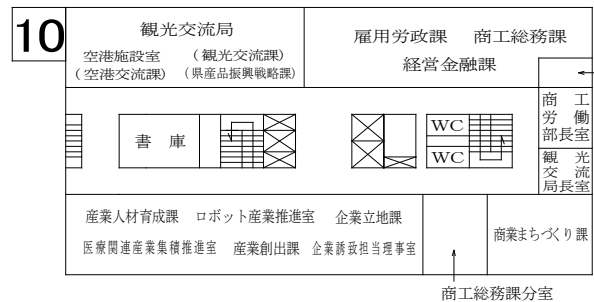 10
観光交流局
空港施設室 （観光交流課）
（空港交流課）（県産品振興戦略課）
雇用労政課 商工総務課
経営金融課
商工
労働
部長室
観光
交流
局長室
書庫
WC
WC
産業人材育成課 ロボット産業推進室 企業立地課
医療関連産業集積推進室 産業創出課 企業誘致担当理事室
商業まちづくり課
商工総務課分室